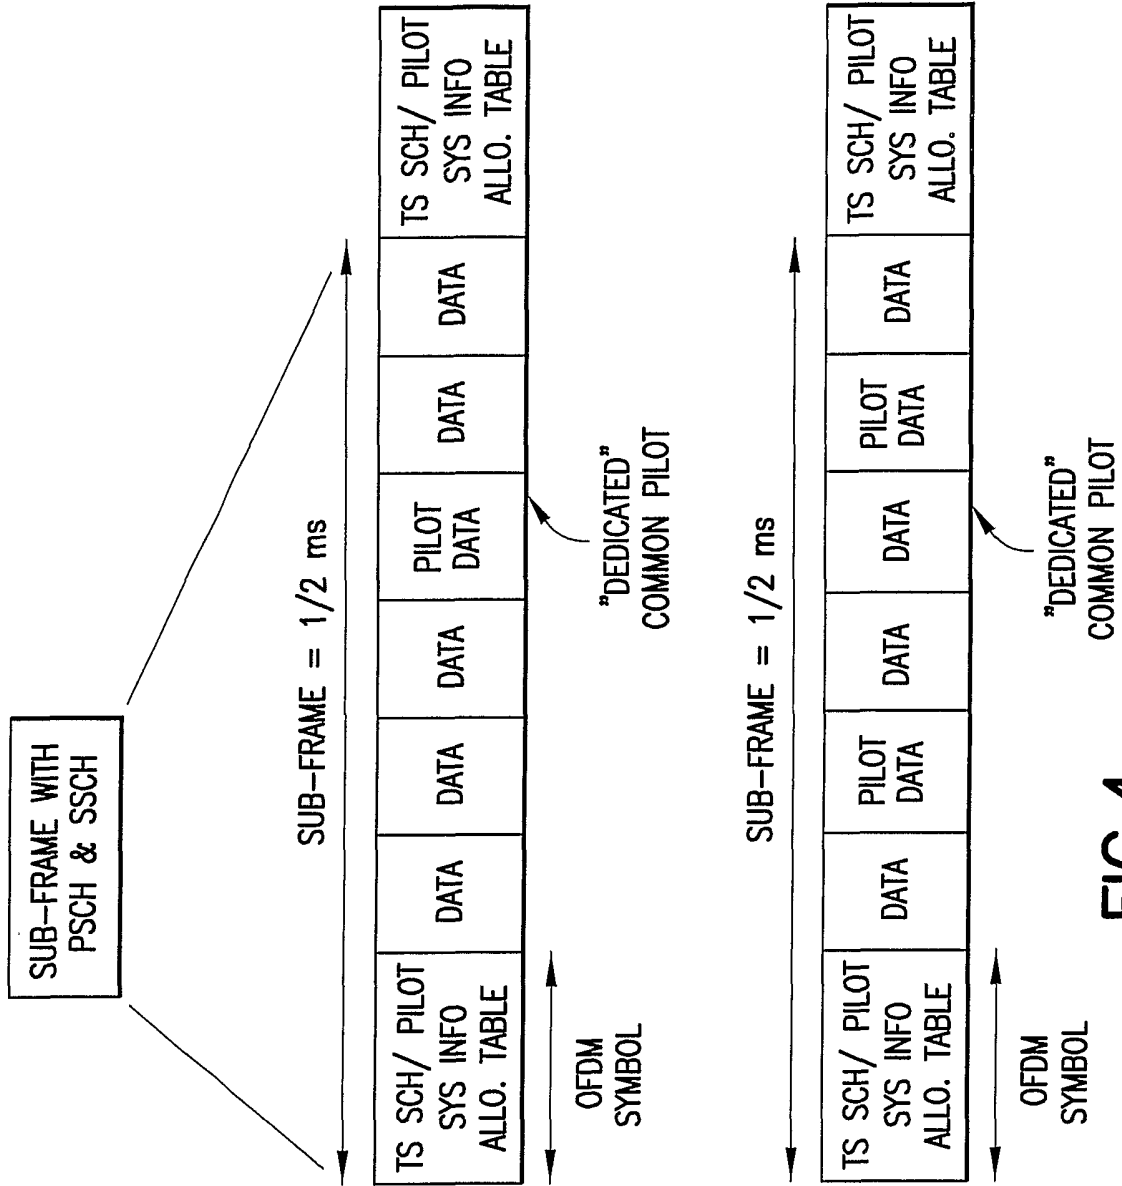 SUB-FRAME WITH
PSCH & SSCH
SUB-FRAME = 1/2 ms
TS SCH/ PILOT
SYS INFO
ALLO. TABLE
DATA
DATA
DATA
PILOT
DATA
DATA
DATA
TS SCH/ PILOT
SYS INFO
ALLO. TABLE
OFDM
SYMBOL
"DEDICATED"
COMMON PILOT
SUB-FRAME = 1/2 ms
TS SCH/ PILOT
SYS INFO
ALLO. TABLE
DATA
PILOT
DATA
DATA
DATA
PILOT
DATA
DATA
TS SCH/ PILOT
SYS INFO
ALLO. TABLE
OFDM
SYMBOL
"DEDICATED"
COMMON PILOT